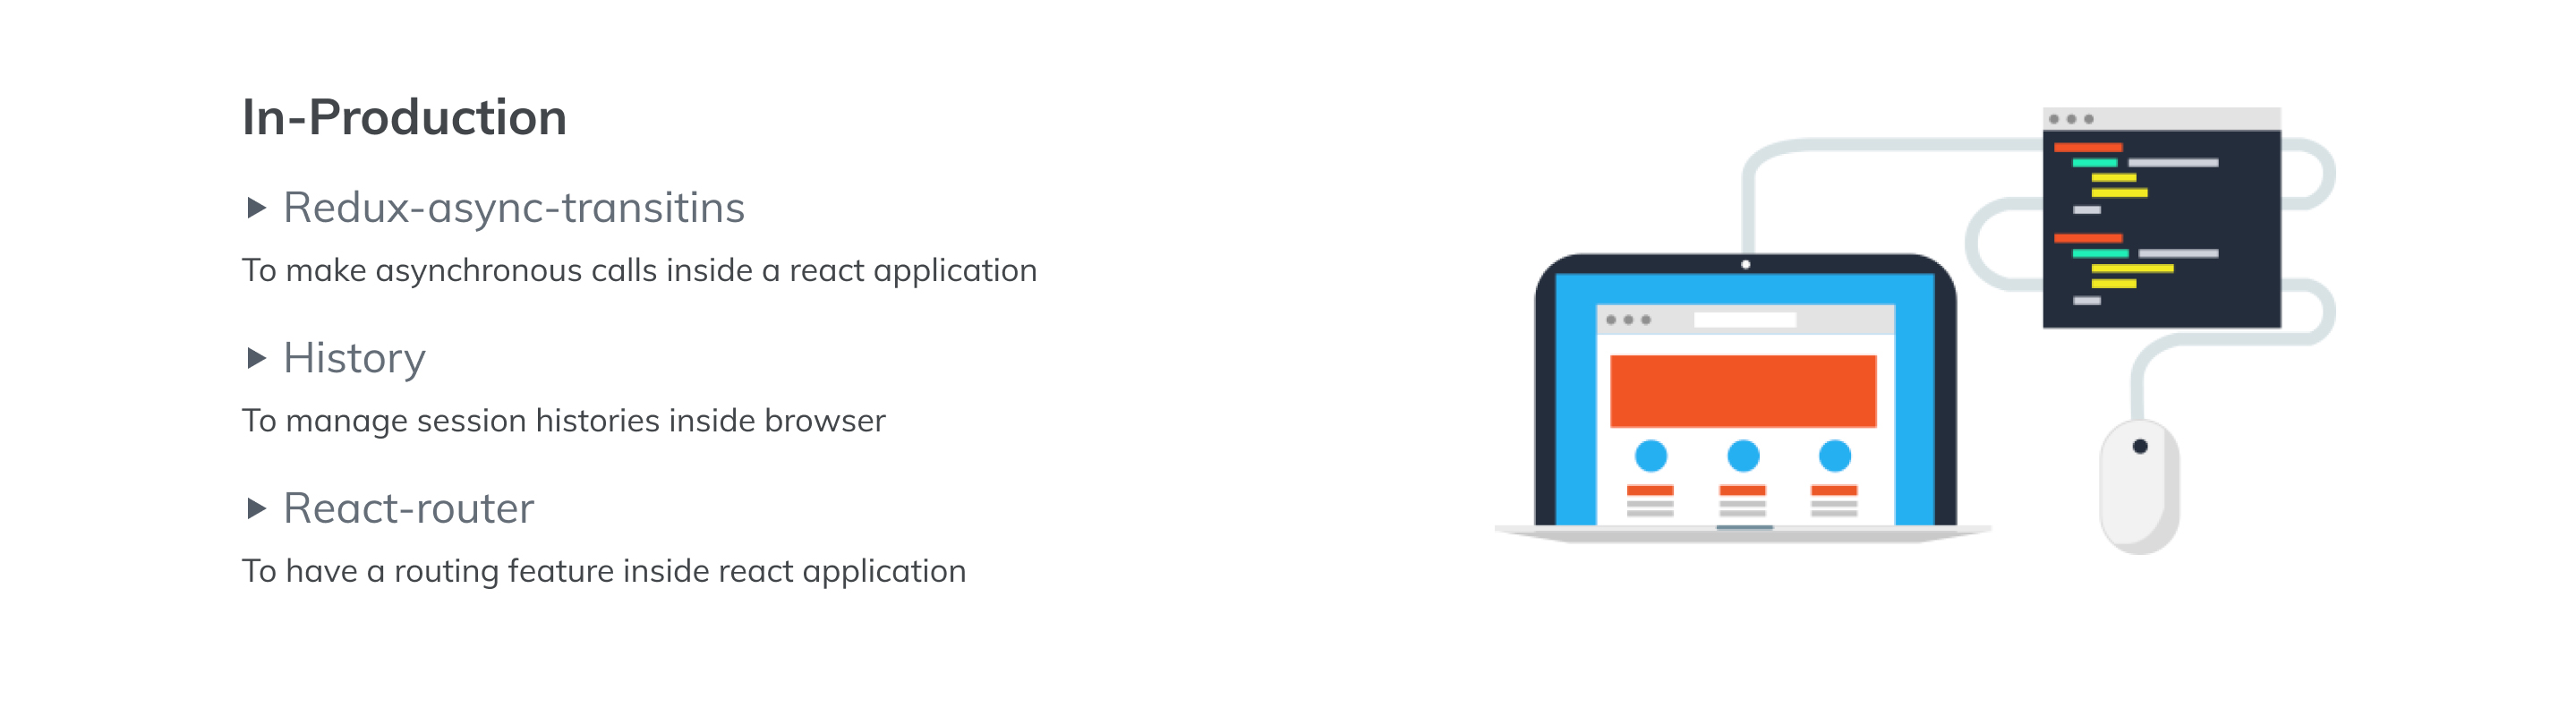 In-Production
Redux-async-transitins
To make asynchronous calls inside a react application
History
To manage session histories inside browser
React-router
To have a routing feature inside react application